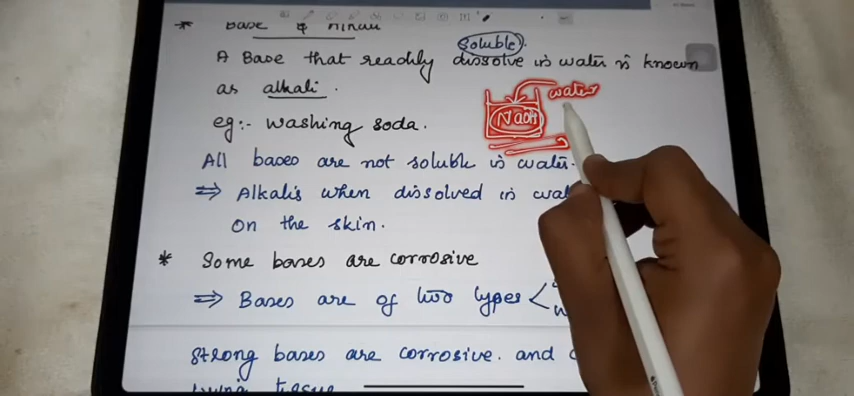 * Base &
soluble
A Base that readily dissolve in water is known
as alkali.
water
NaOH
eg:- washing soda.
All bases are not soluble in water.
⇒ Alkalis when dissolved in
on the skin.
* Some bases are corrosive
⇒ Bases are of two types <
strong bases are corrosive. and
living tissue